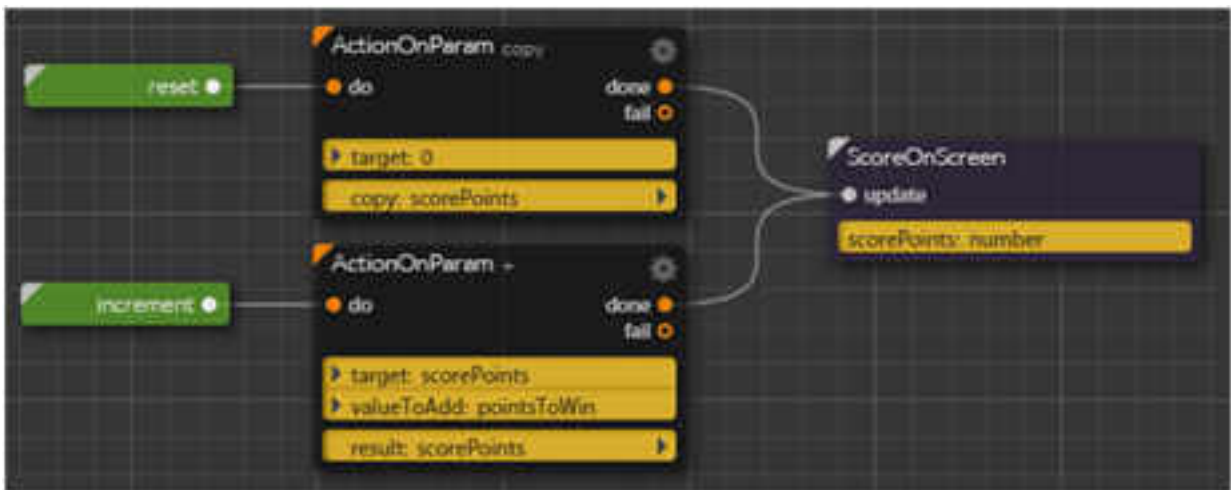 reset
ActionOnParam copy
do
done
fail
target: 0
copy: scorePoints
increment
ActionOnParam +
do
done
fail
target: scorePoints
valueToAdd: pointsToWin
result: scorePoints
ScoreOnScreen
update
scorePoints: number